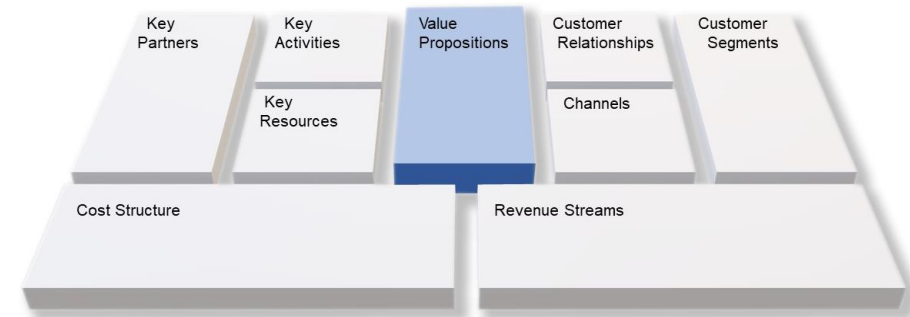 Key
Partners
Key
Activities
Value
Propositions
Customer
Relationships
Customer
Segments
Key
Resources
Channels
Cost Structure
Revenue Streams